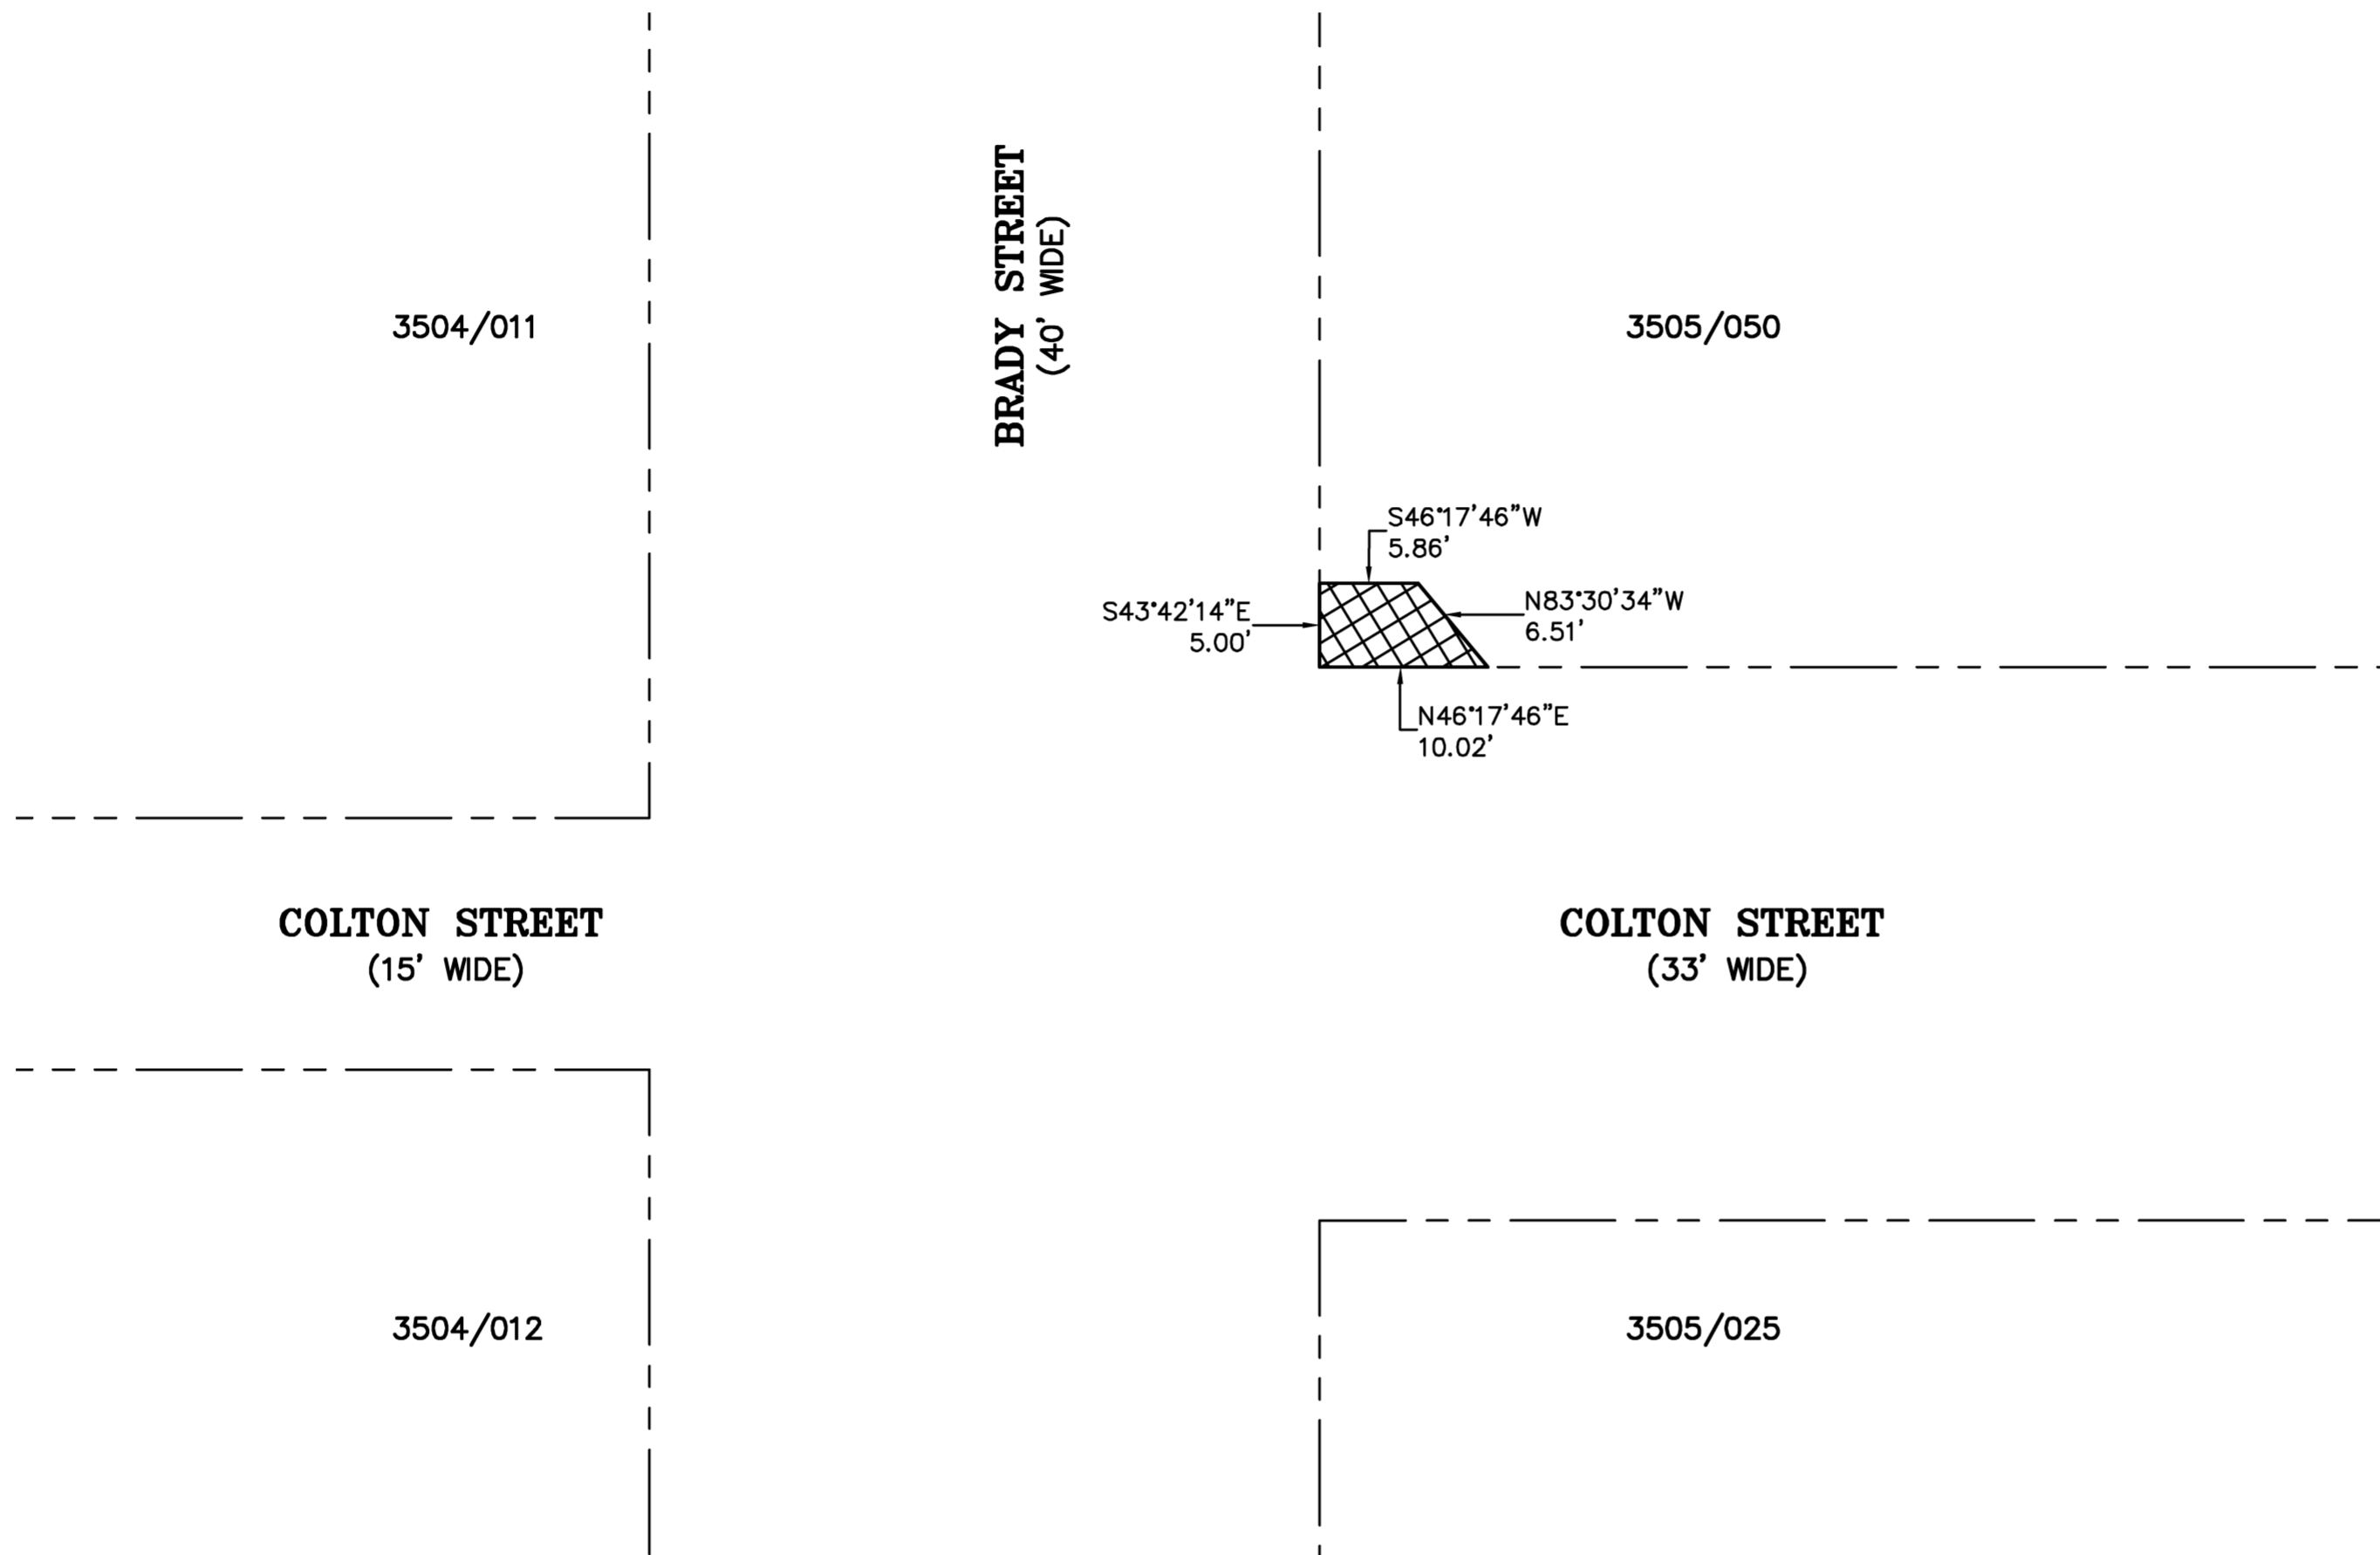 BRADY STREET
(40' WIDE)
3504/011
3505/050
S46°17'46"W
5.86'
S43°42'14"E
5.00'
N83°30'34"W
6.51'
N46°17'46"E
10.02'
COLTON STREET
(15' WIDE)
COLTON STREET
(33' WIDE)
3504/012
3505/025